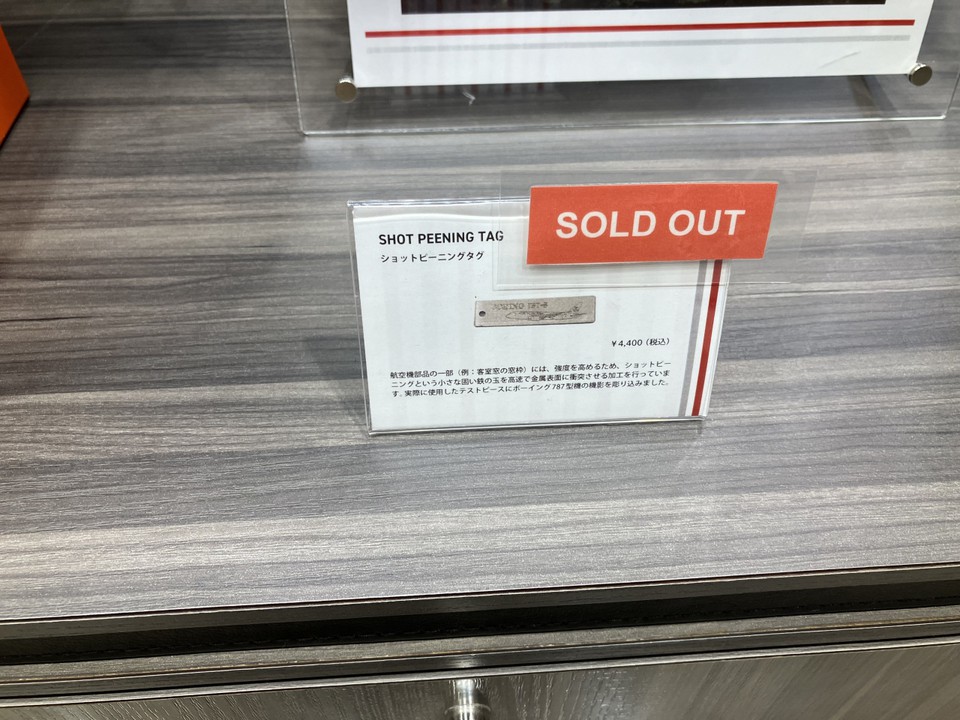 SOLD OUT
SHOT PEENING TAG
ショットピーニングタグ
¥4,400（税込）
航空機部品の一部（例：客室窓の窓枠）には、強度を高めるため、ショットピー
ニングという小さな固い鉄の玉を高速で金属表面に衝突させる加工を行っていま
す。実際に使用したテストピースにボーイング787型機の機影を彫り込みました。